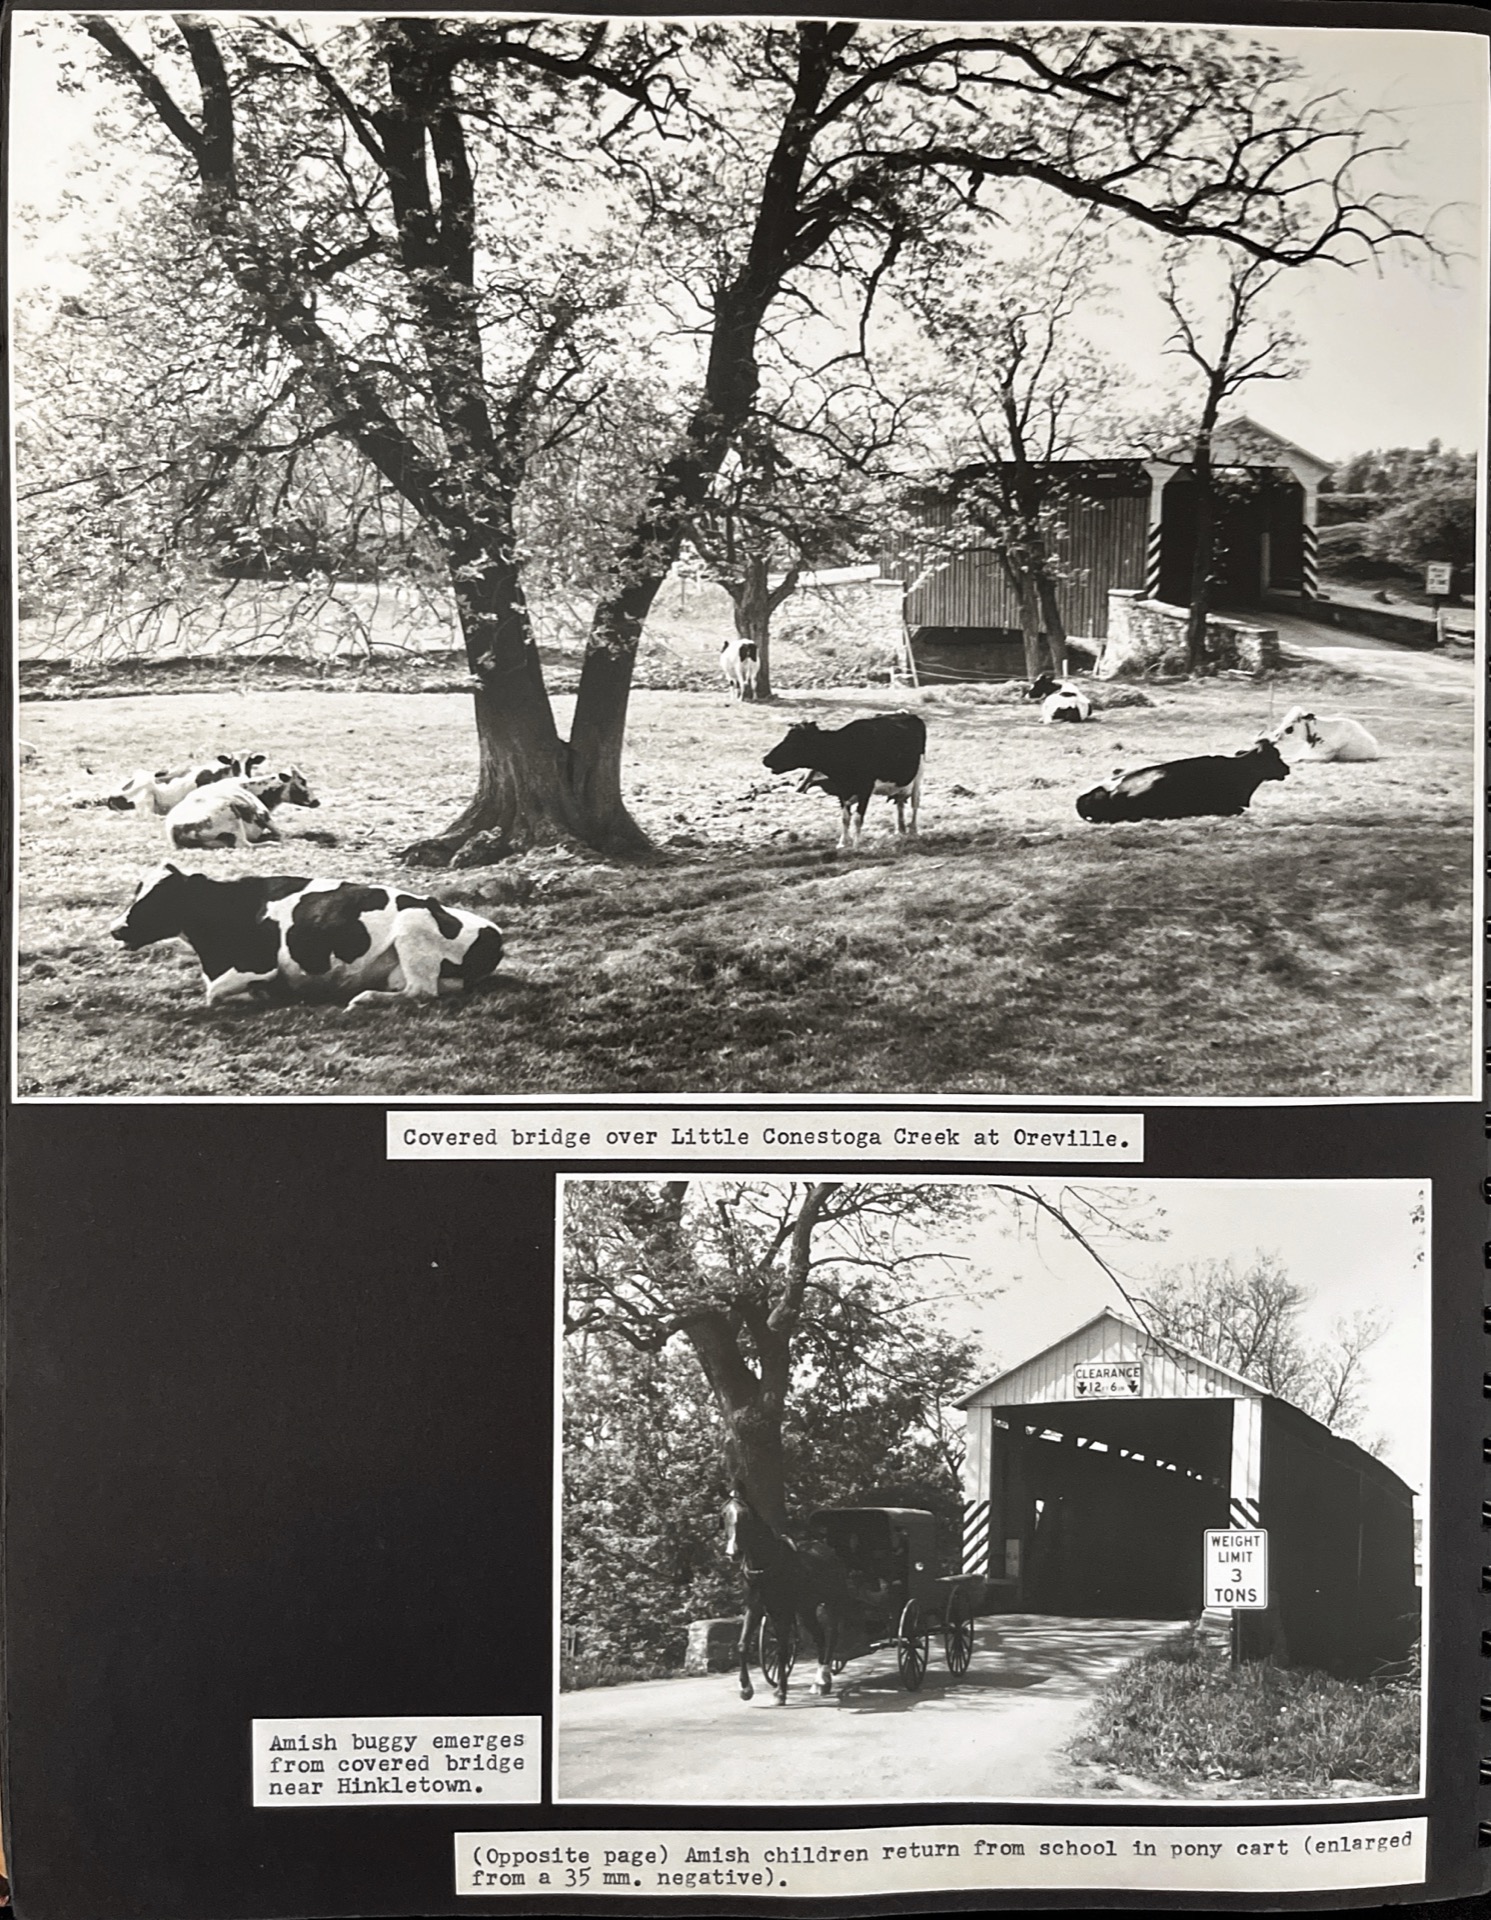 Covered bridge over Little Conestoga Creek at Oreville.
CLEARANCE
12 FT 6 IN
WEIGHT
LIMIT
3
TONS
Amish buggy emerges
from covered bridge
near Hinkletown.
(Opposite page) Amish children return from school in pony cart (enlarged
from a 35 mm. negative).